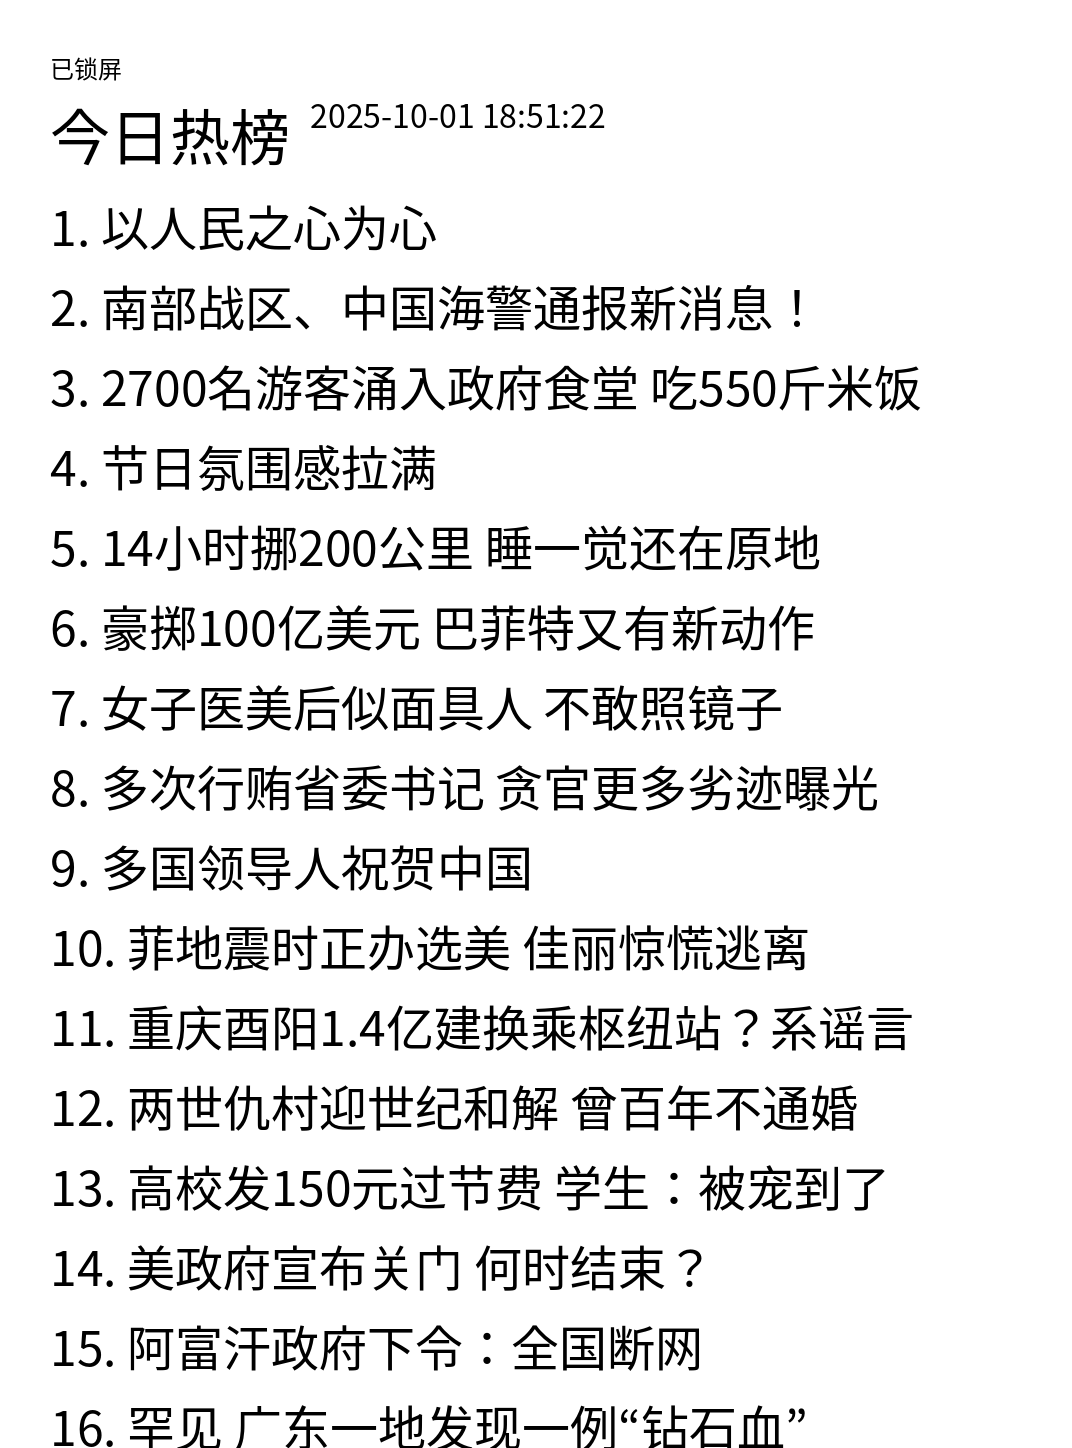 已锁屏
今日热榜 2025-10-01 18:51:22
1. 以人民之心为心
2. 南部战区、中国海警通报新消息！
3. 2700名游客涌入政府食堂 吃550斤米饭
4. 节日氛围感拉满
5. 14小时挪200公里 睡一觉还在原地
6. 豪掷100亿美元 巴菲特又有新动作
7. 女子医美后似面具人 不敢照镜子
8. 多次行贿省委书记 贪官更多劣迹曝光
9. 多国领导人祝贺中国
10. 菲地震时正办选美 佳丽惊慌逃离
11. 重庆酉阳1.4亿建换乘枢纽站？系谣言
12. 两世仇村迎世纪和解 曾百年不通婚
13. 高校发150元过节费 学生：被宠到了
14. 美政府宣布关门 何时结束？
15. 阿富汗政府下令：全国断网
16. 罕见 广东一地发现一例“钻石血”